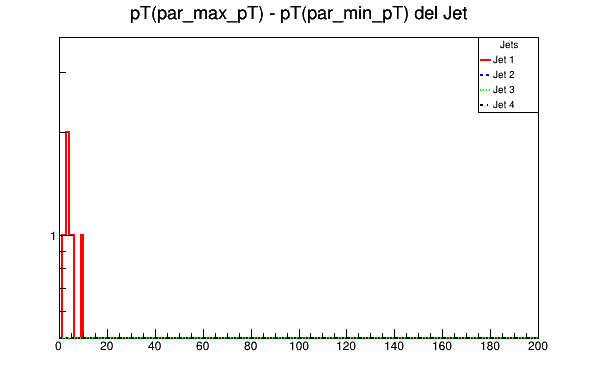 pT(par_max_pT) - pT(par_min_pT) del Jet
Jets
Jet 1
Jet 2
Jet 3
Jet 4
1
0 20 40 60 80 100 120 140 160 180 200